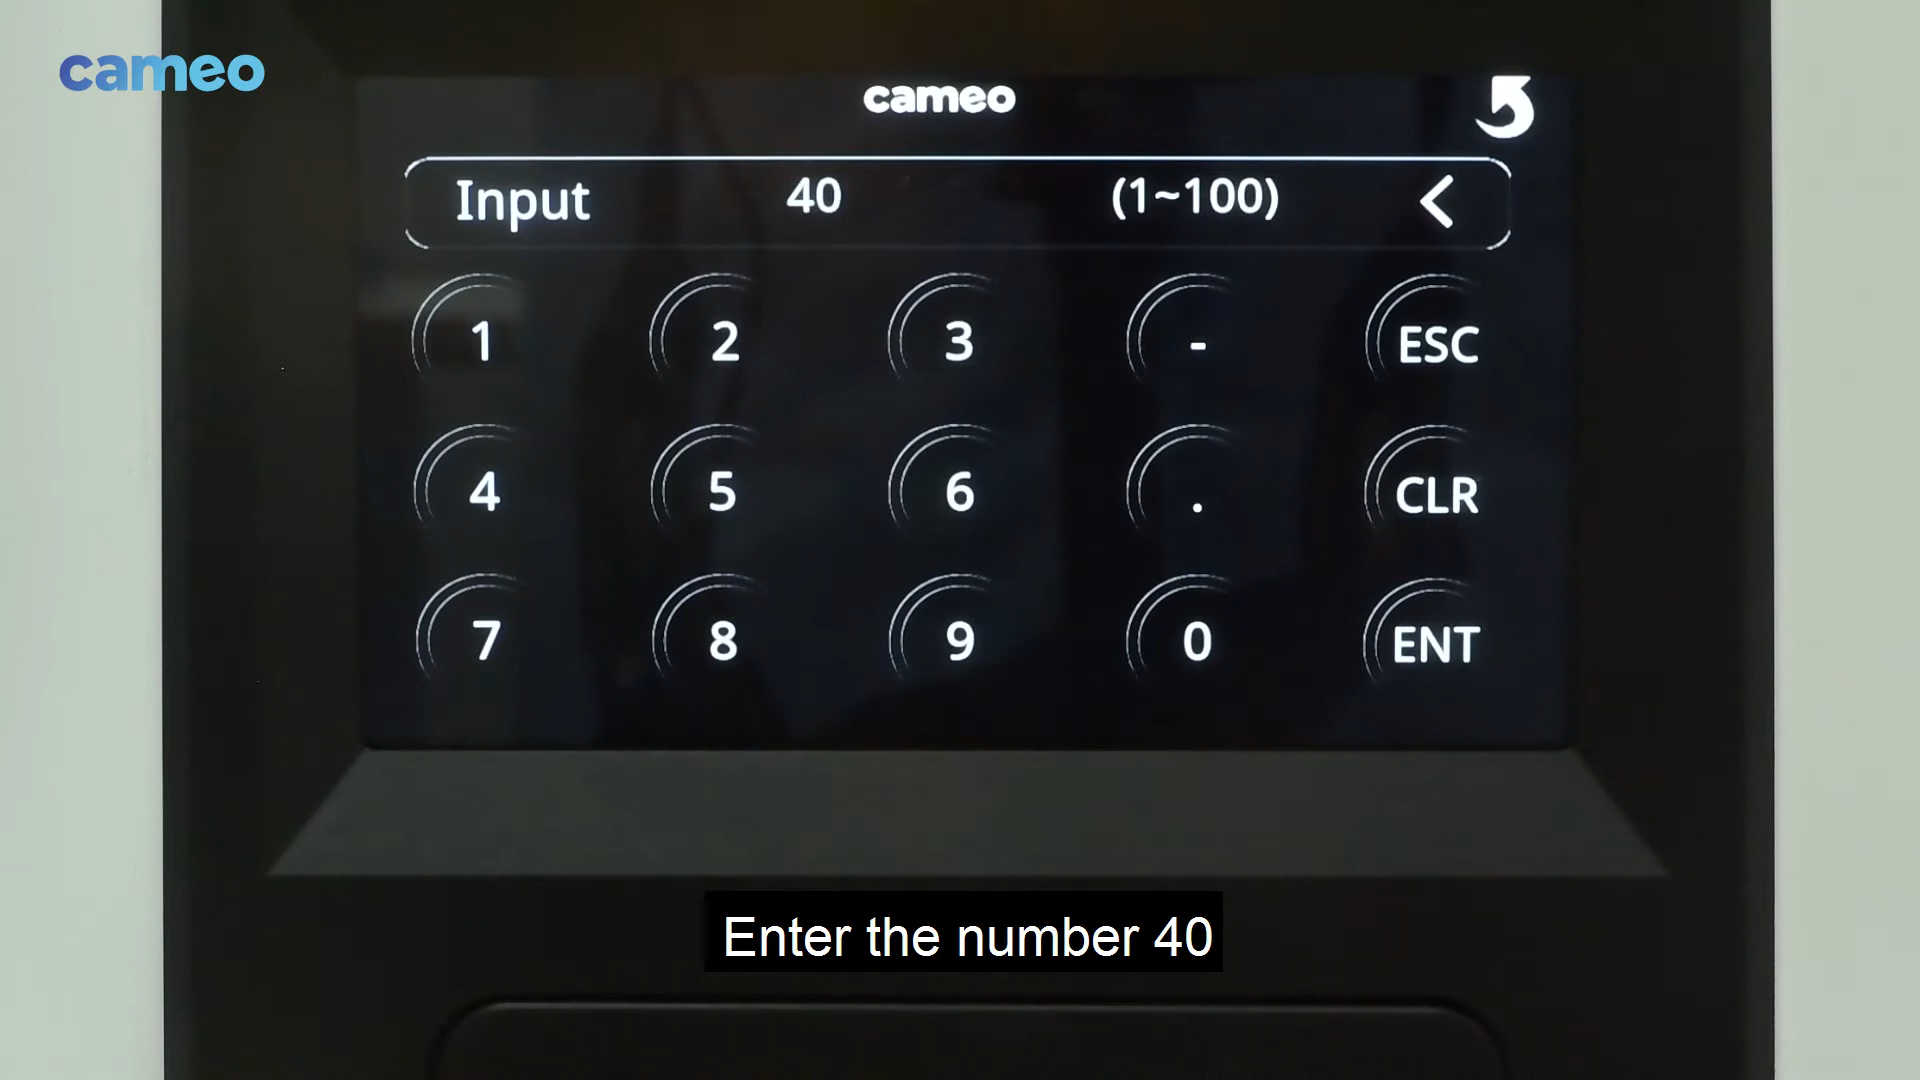 cameo
cameo
Input 40 (1~100) <
1 2 3 - ESC
4 5 6 . CLR
7 8 9 0 ENT
Enter the number 40